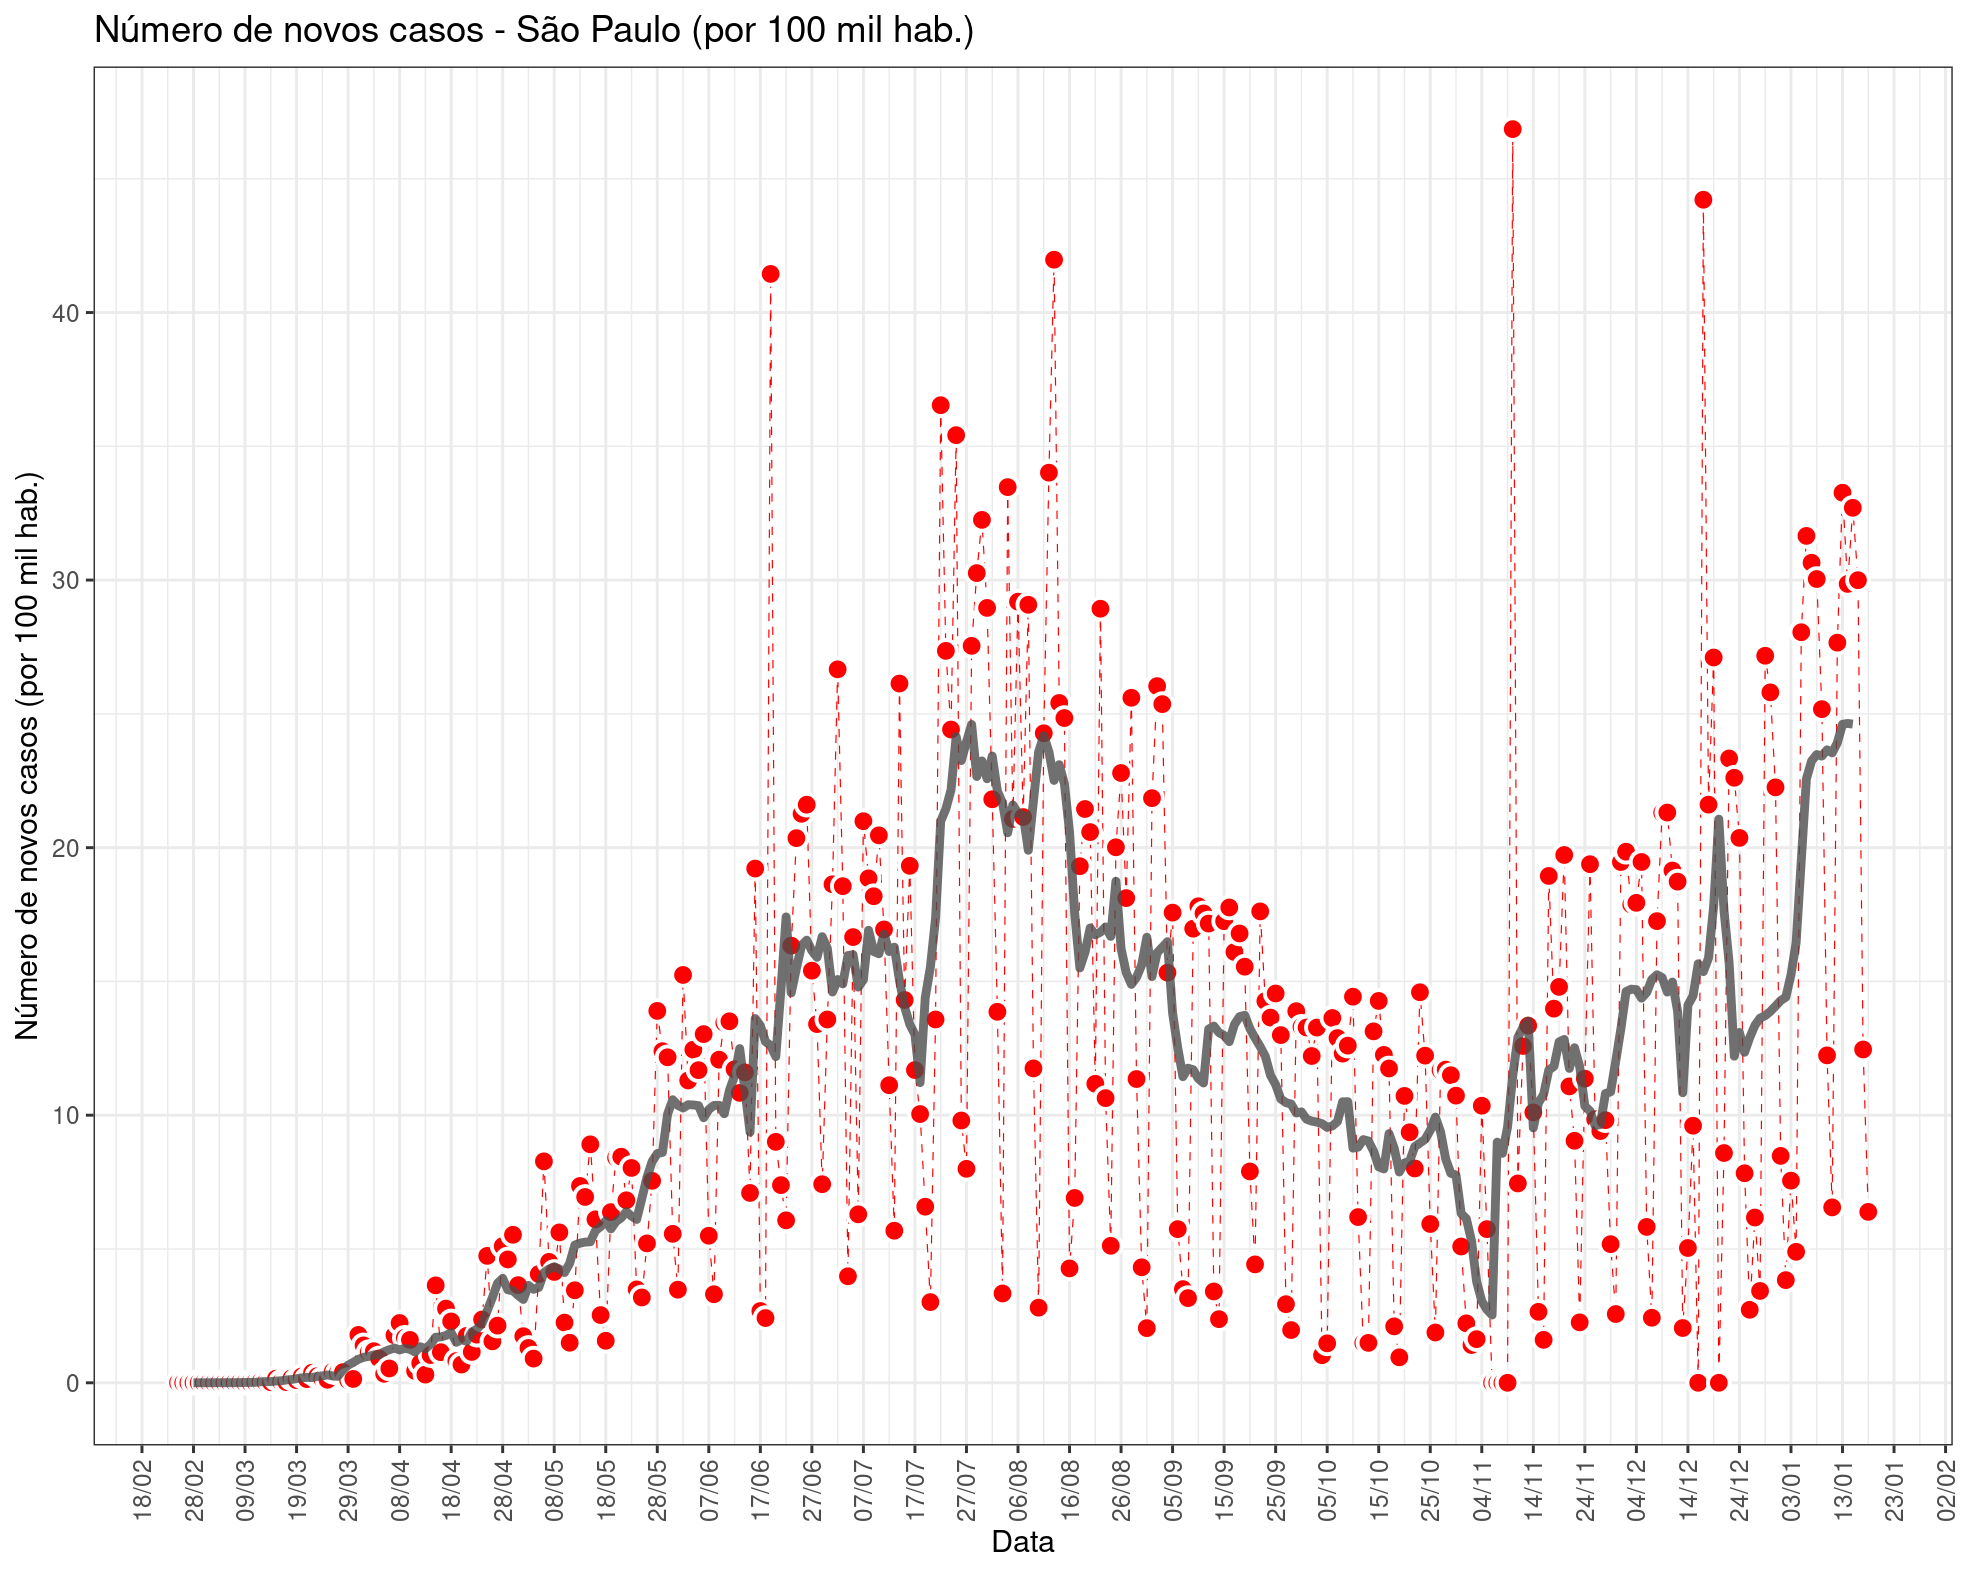 Número de novos casos - São Paulo (por 100 mil hab.)
Número de novos casos (por 100 mil hab.)
40
30
20
10
0
18/02 28/02 09/03 19/03 29/03 08/04 18/04 28/04 08/05 18/05 28/05 07/06 17/06 27/06 07/07 17/07 27/07 06/08 16/08 26/08 05/09 15/09 25/09 05/10 15/10 25/10 04/11 14/11 24/11 04/12 14/12 24/12 03/01 13/01 23/01 02/02
Data